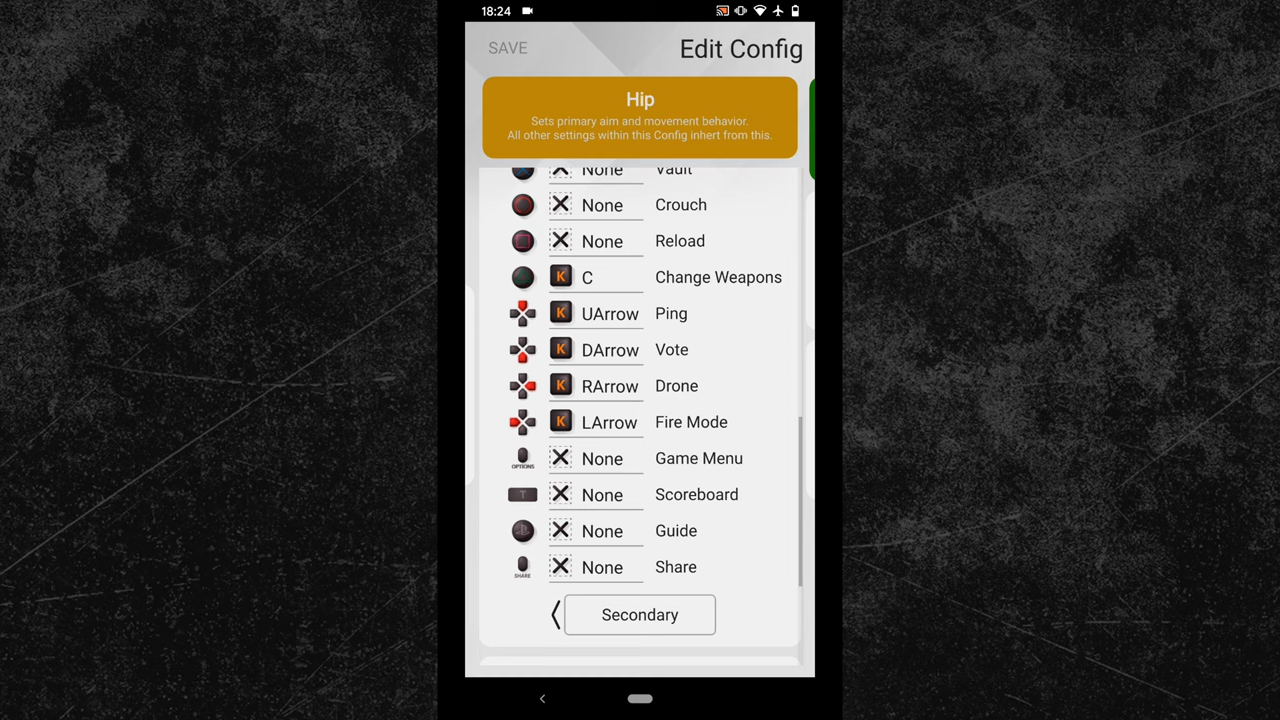 18:24
SAVE
Edit Config
Hip
Sets primary aim and movement behavior.
All other settings within this Config inhert from this.
None Vault
None Crouch
None Reload
K C Change Weapons
K UArrow Ping
K DArrow Vote
K RArrow Drone
K LArrow Fire Mode
OPTIONS None Game Menu
T None Scoreboard
None Guide
SHARE None Share
Secondary